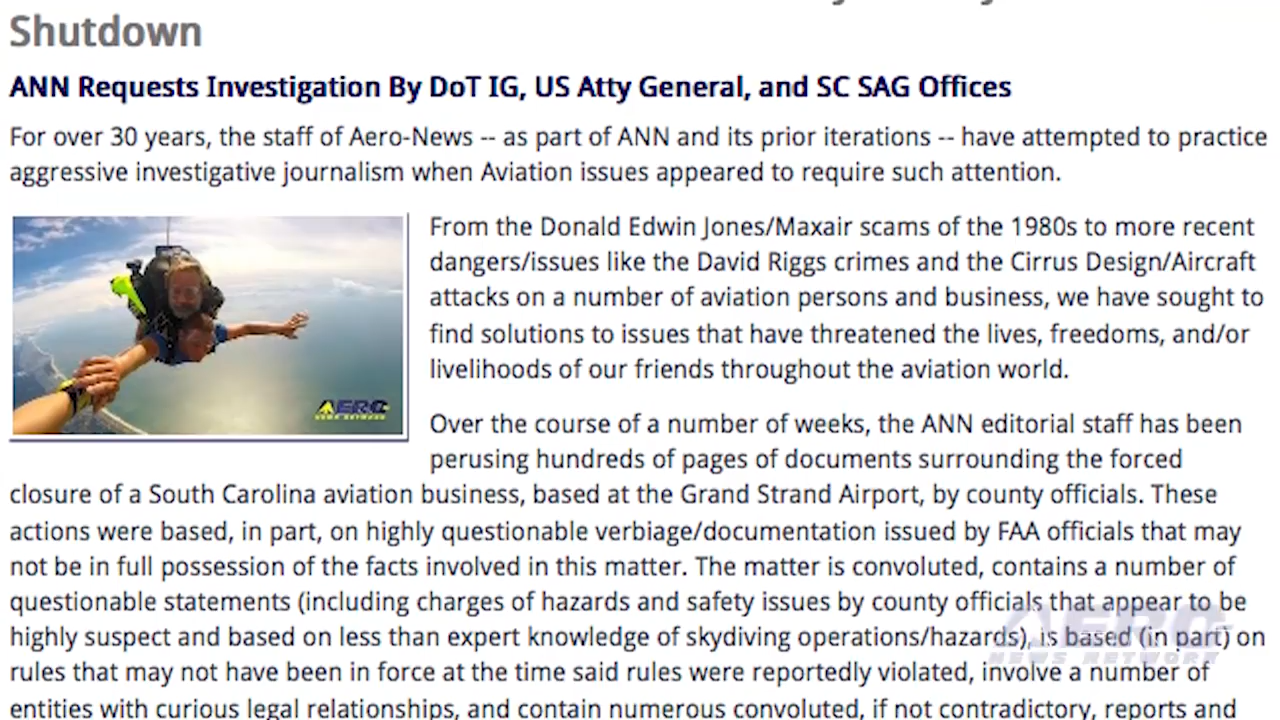 Shutdown
ANN Requests Investigation By DoT IG, US Atty General, and SC SAG Offices
For over 30 years, the staff of Aero-News -- as part of ANN and its prior iterations -- have attempted to practice
aggressive investigative journalism when Aviation issues appeared to require such attention.
From the Donald Edwin Jones/Maxair scams of the 1980s to more recent
dangers/issues like the David Riggs crimes and the Cirrus Design/Aircraft
attacks on a number of aviation persons and business, we have sought to
find solutions to issues that have threatened the lives, freedoms, and/or
livelihoods of our friends throughout the aviation world.
AERO
NEWS NETWORK
Over the course of a number of weeks, the ANN editorial staff has been
perusing hundreds of pages of documents surrounding the forced
closure of a South Carolina aviation business, based at the Grand Strand Airport, by county officials. These
actions were based, in part, on highly questionable verbiage/documentation issued by FAA officials that may
not be in full possession of the facts involved in this matter. The matter is convoluted, contains a number of
questionable statements (including charges of hazards and safety issues by county officials that appear to be
highly suspect and based on less than expert knowledge of skydiving operations/hazards), is based (in part) on
rules that may not have been in force at the time said rules were reportedly violated, involve a number of
entities with curious legal relationships, and contain numerous convoluted, if not contradictory, reports and
AERO
NEWS NETWORK